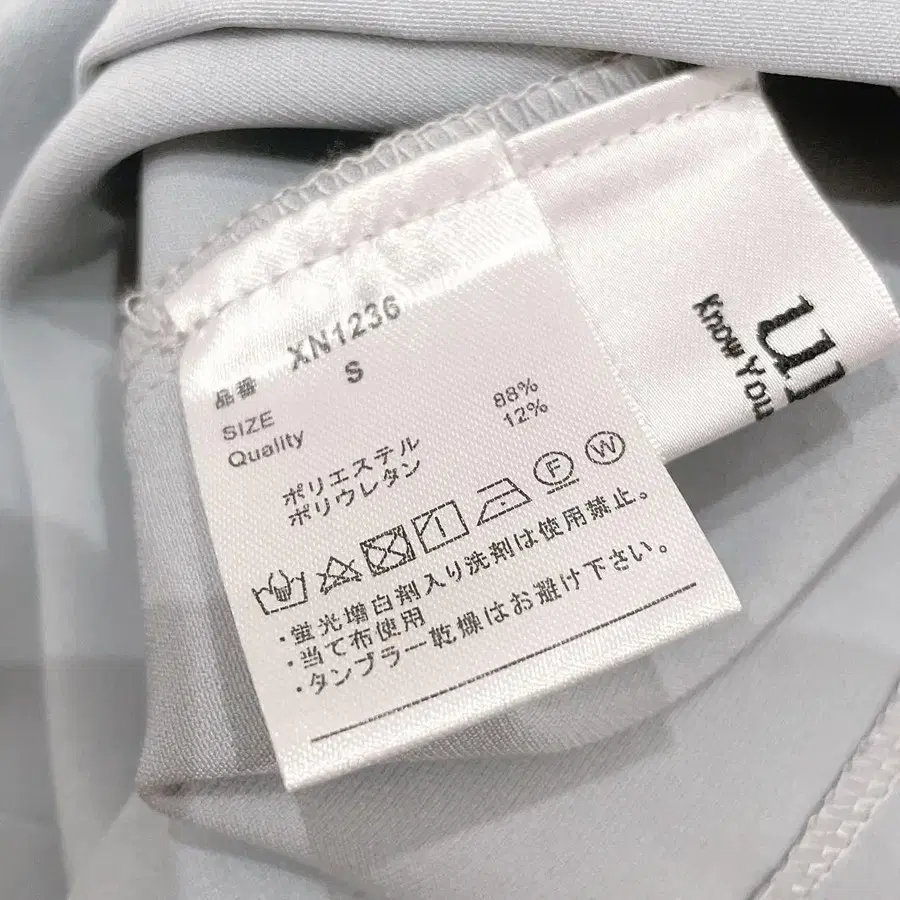 品番 XN1236
SIZE S
Quality
ポリエステル 88%
ポリウレタン 12%
F W
・蛍光増白剤入り洗剤は使用禁止。
・当て布使用
・タンブラー乾燥はお避け下さい。
u.
Know You